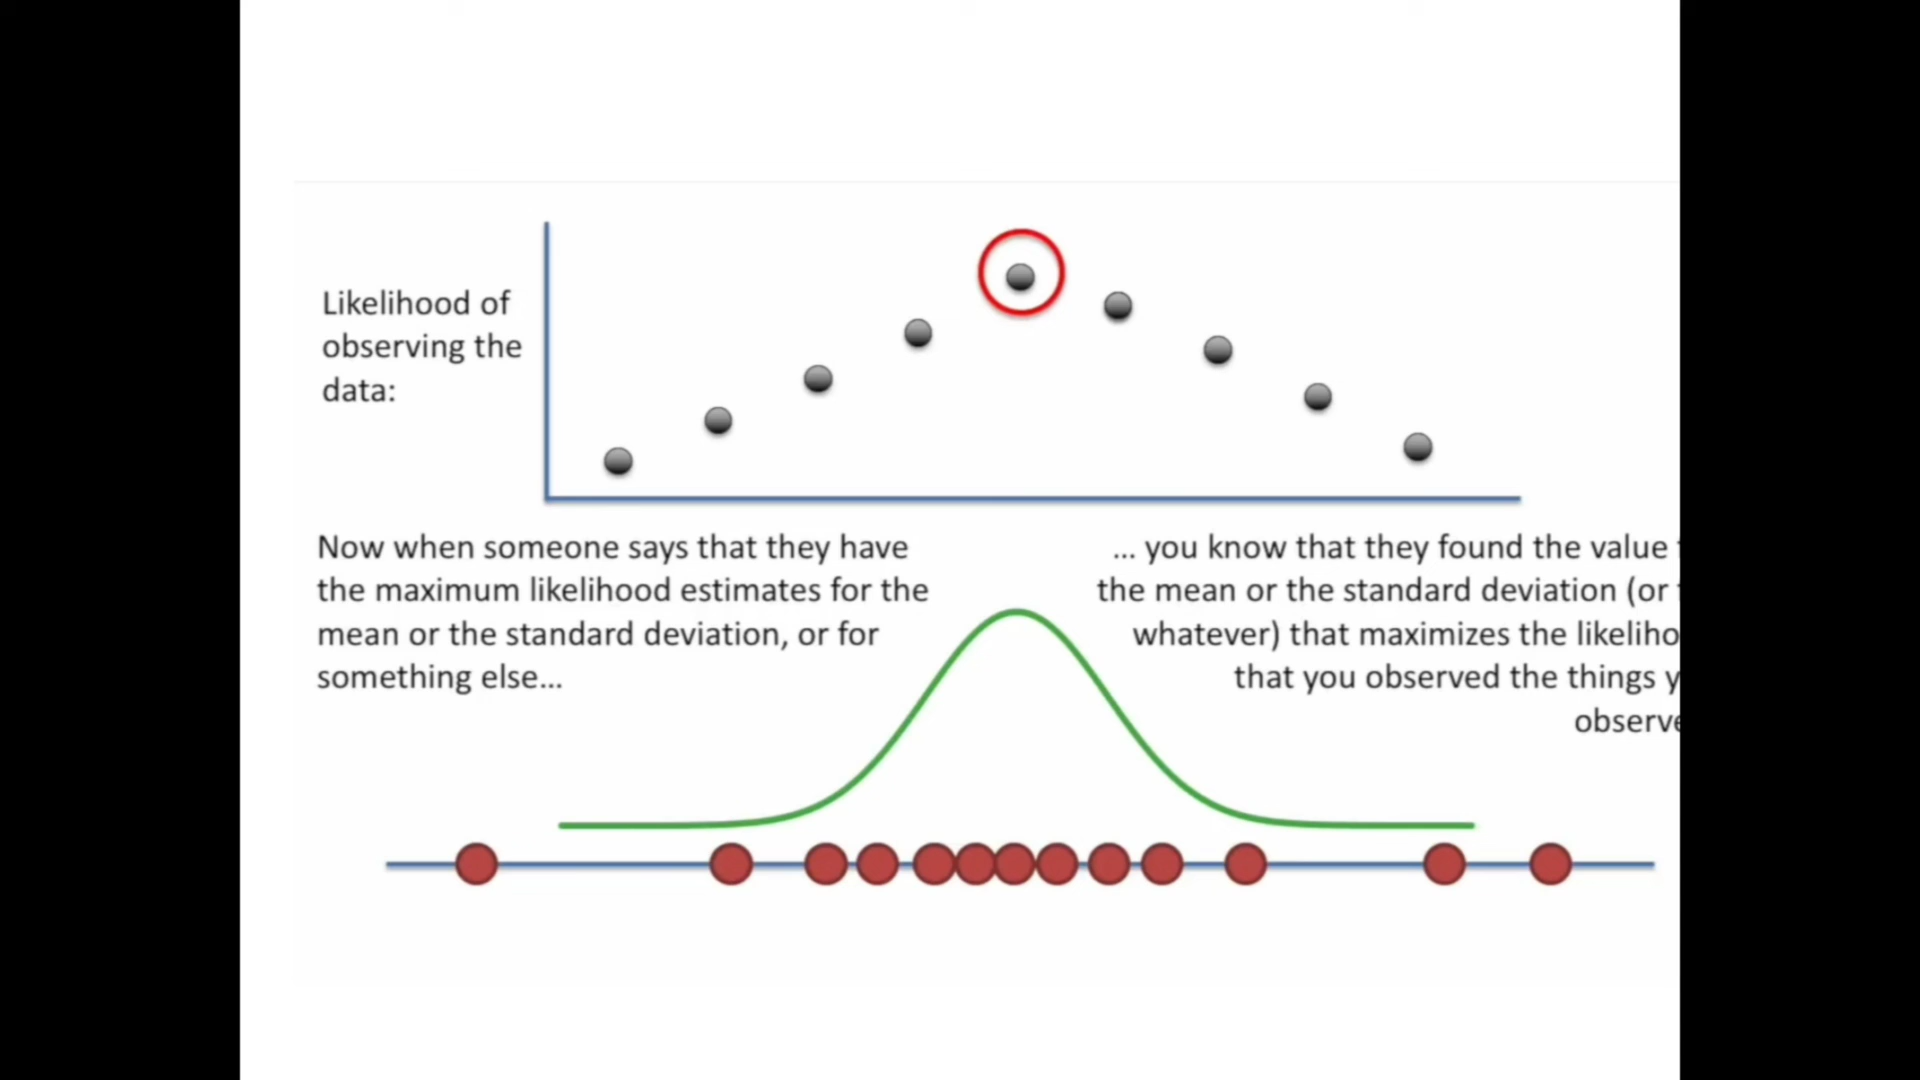 Likelihood of
observing the
data:
Now when someone says that they have
the maximum likelihood estimates for the
mean or the standard deviation, or for
something else...
... you know that they found the value
the mean or the standard deviation (or
whatever) that maximizes the likeliho
that you observed the things y
observe